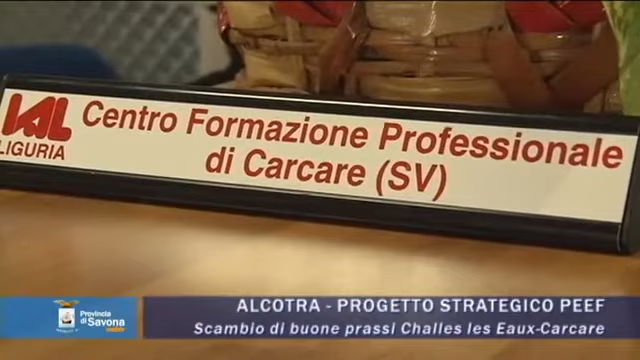 IAL
LIGURIA
Centro Formazione Professionale
di Carcare (SV)
Provincia
di Savona
ALCOTRA - PROGETTO STRATEGICO PEEF
Scambio di buone prassi Challes les Eaux-Carcare